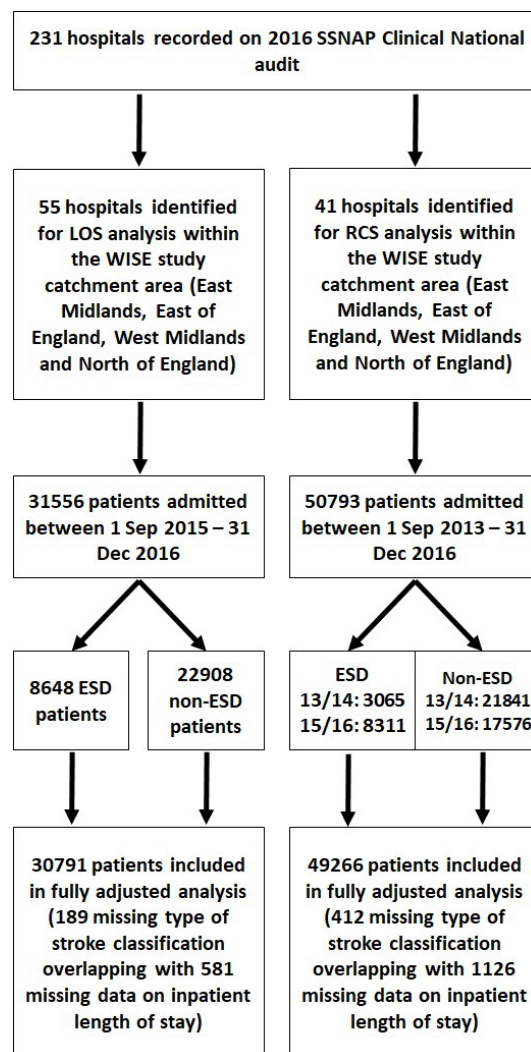 231 hospitals recorded on 2016 SSNAP Clinical National
audit
55 hospitals identified
for LOS analysis within
the WISE study
catchment area (East
Midlands, East of
England, West Midlands
and North of England)
41 hospitals identified
for RCS analysis within
the WISE study
catchment area (East
Midlands, East of
England, West Midlands
and North of England)
31556 patients admitted
between 1 Sep 2015 – 31
Dec 2016
50793 patients admitted
between 1 Sep 2013 – 31
Dec 2016
8648 ESD
patients
22908
non-ESD
patients
ESD
13/14: 3065
15/16: 8311
Non-ESD
13/14: 21841
15/16: 17576
30791 patients included
in fully adjusted analysis
(189 missing type of
stroke classification
overlapping with 581
missing data on inpatient
length of stay)
49266 patients included
in fully adjusted analysis
(412 missing type of
stroke classification
overlapping with 1126
missing data on inpatient
length of stay)